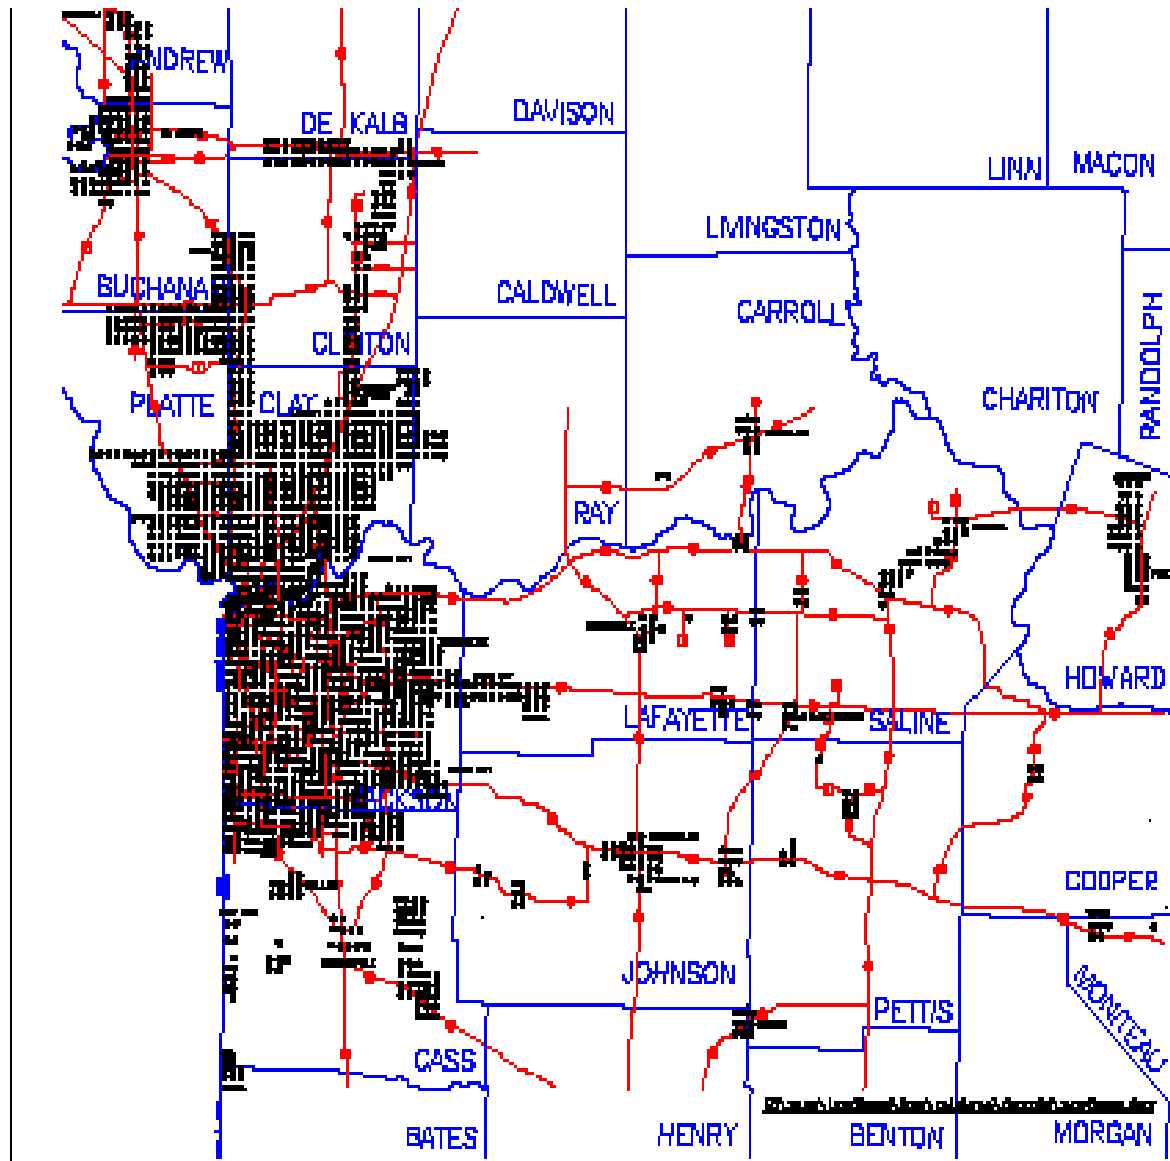 ANDREW
DE KALB
DAVISON
LINN
MACON
LIVINGSTON
BUCHANA
CALDWELL
CARROLL
CLINTON
RANDOLPH
PLATTE
CLAY
CHARITON
RAY
HOWARD
LAFAYETTE
SALINE
JACKSON
COOPER
JOHNSON
PETTIS
MONITEAU
CASS
BATES
HENRY
BENTON
MORGAN